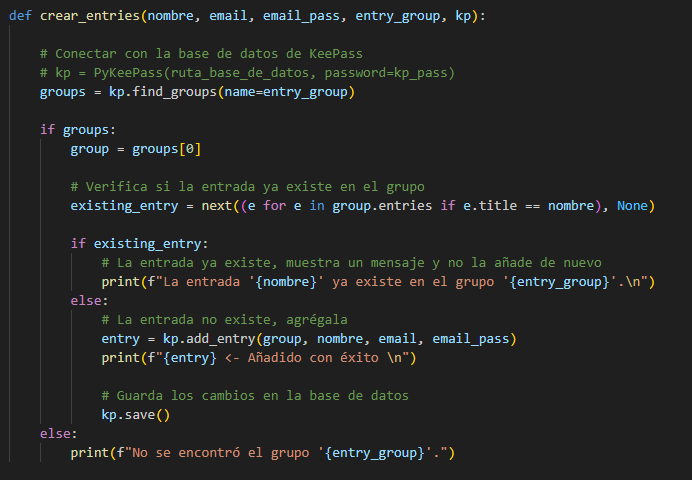 def crear_entries(nombre, email, email_pass, entry_group, kp):
# Conectar con la base de datos de KeePass
# kp = PyKeePass(ruta_base_de_datos, password=kp_pass)
groups = kp.find_groups(name=entry_group)
if groups:
group = groups[0]
# Verifica si la entrada ya existe en el grupo
existing_entry = next((e for e in group.entries if e.title == nombre), None)
if existing_entry:
# La entrada ya existe, muestra un mensaje y no la añade de nuevo
print(f"La entrada '{nombre}' ya existe en el grupo '{entry_group}'.\n")
else:
# La entrada no existe, agrégala
entry = kp.add_entry(group, nombre, email, email_pass)
print(f"{entry} <- Añadido con éxito \n")
# Guarda los cambios en la base de datos
kp.save()
else:
print(f"No se encontró el grupo '{entry_group}'.")